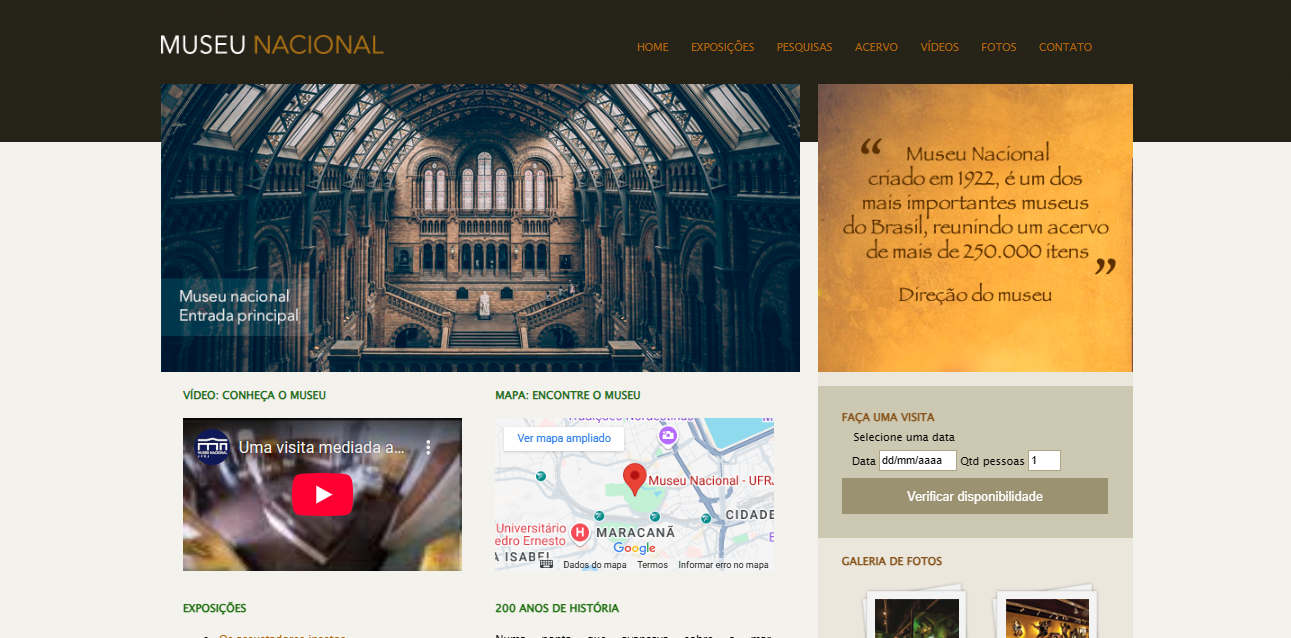 MUSEU NACIONAL
HOME EXPOSIÇÕES PESQUISAS ACERVO VÍDEOS FOTOS CONTATO
Museu nacional
Entrada principal
“ Museu Nacional
criado em 1922, é um dos
mais importantes museus
do Brasil, reunindo um acervo
de mais de 250.000 itens ”
Direção do museu
VÍDEO: CONHEÇA O MUSEU
Uma visita mediada a...
MUSEU NACIONAL
UFRJ
MAPA: ENCONTRE O MUSEU
Ver mapa ampliado
Museu Nacional - UFRJ
CIDADE
Universitário
edro Ernesto
MARACANÃ
A ISABEL
Google
Dados do mapa Termos Informar erro no mapa
FAÇA UMA VISITA
Selecione uma data
Data dd/mm/aaaa Qtd pessoas 1
Verificar disponibilidade
GALERIA DE FOTOS
EXPOSIÇÕES
200 ANOS DE HISTÓRIA